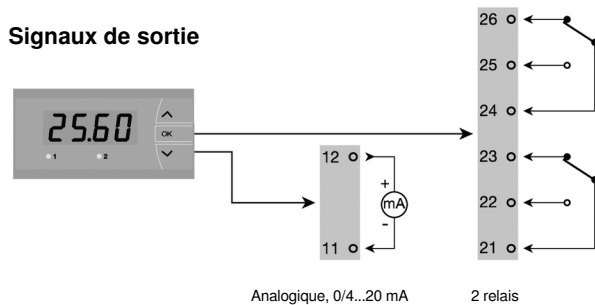 Signaux de sortie
25.60
OK
1 2
12
+
mA
-
11
26
25
24
23
22
21
Analogique, 0/4...20 mA
2 relais